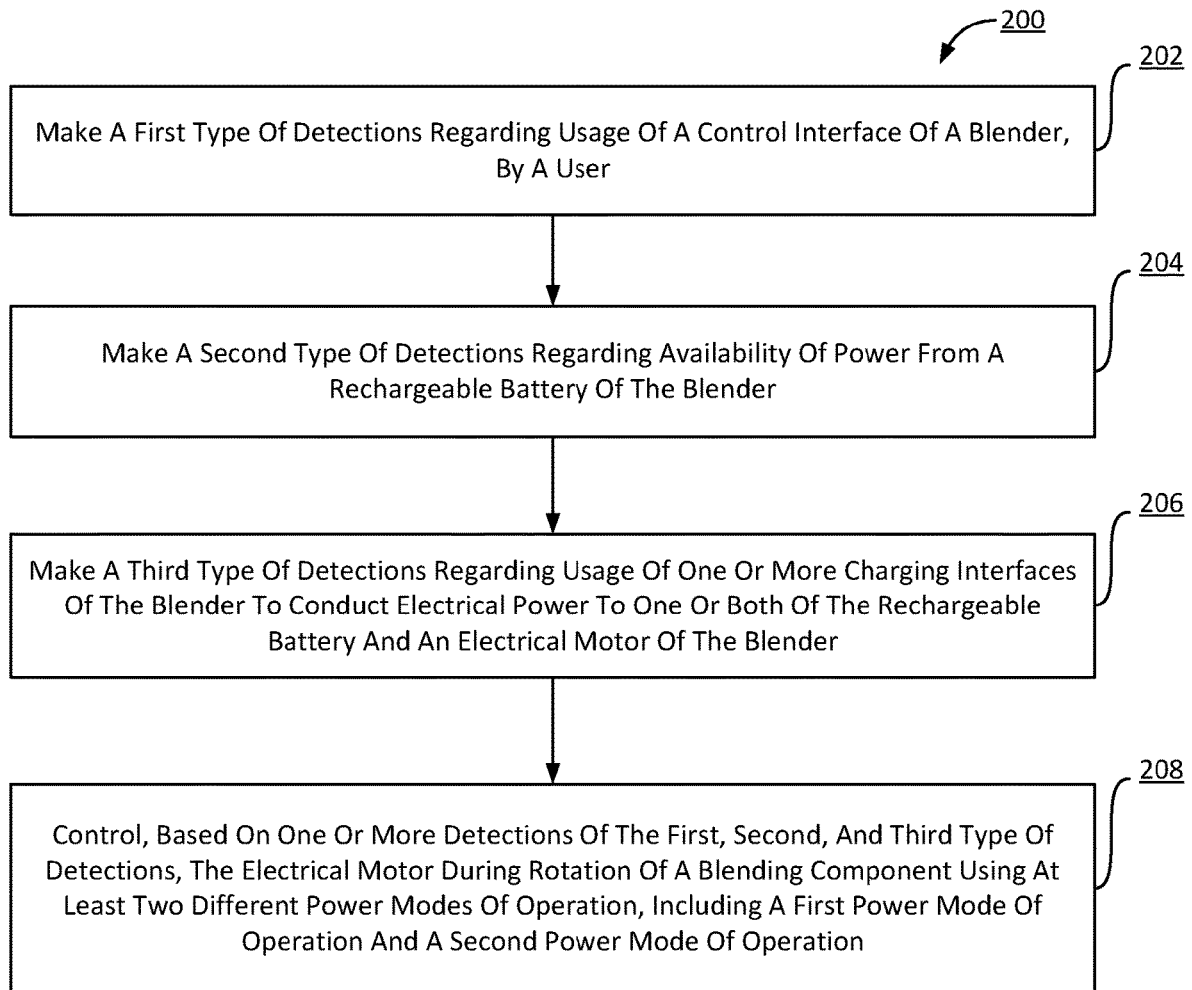 200
202
Make A First Type Of Detections Regarding Usage Of A Control Interface Of A Blender,
By A User
204
Make A Second Type Of Detections Regarding Availability Of Power From A
Rechargeable Battery Of The Blender
206
Make A Third Type Of Detections Regarding Usage Of One Or More Charging Interfaces
Of The Blender To Conduct Electrical Power To One Or Both Of The Rechargeable
Battery And An Electrical Motor Of The Blender
208
Control, Based On One Or More Detections Of The First, Second, And Third Type Of
Detections, The Electrical Motor During Rotation Of A Blending Component Using At
Least Two Different Power Modes Of Operation, Including A First Power Mode Of
Operation And A Second Power Mode Of Operation